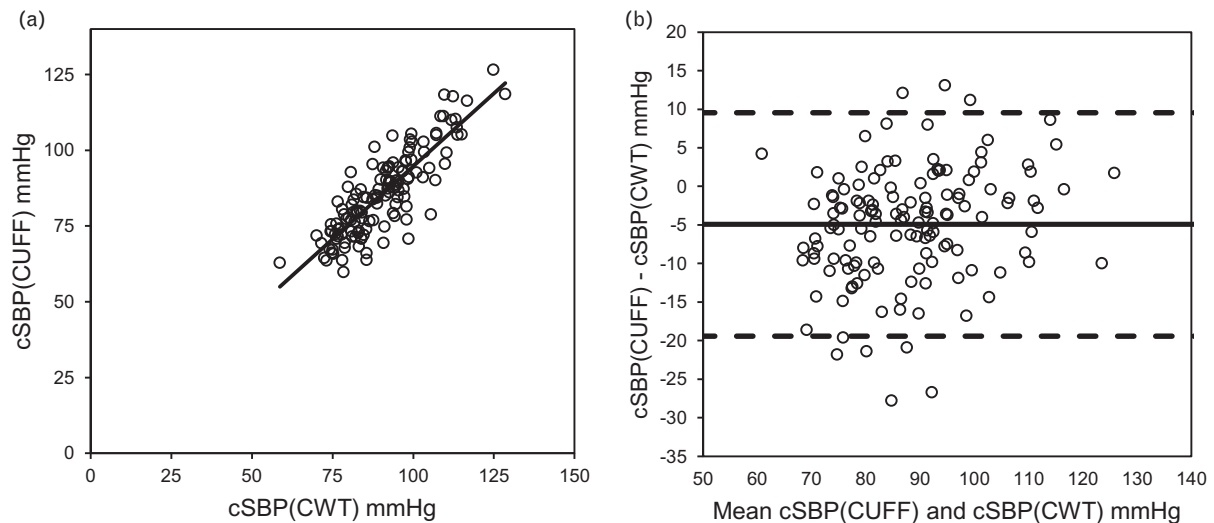 (a)
125
100
75
50
25
0
0 25 50 75 100 125 150
cSBP(CUFF) mmHg
cSBP(CWT) mmHg
(b)
20
15
10
5
0
-5
-10
-15
-20
-25
-30
-35
50 60 70 80 90 100 110 120 130 140
cSBP(CUFF) - cSBP(CWT) mmHg
Mean cSBP(CUFF) and cSBP(CWT) mmHg